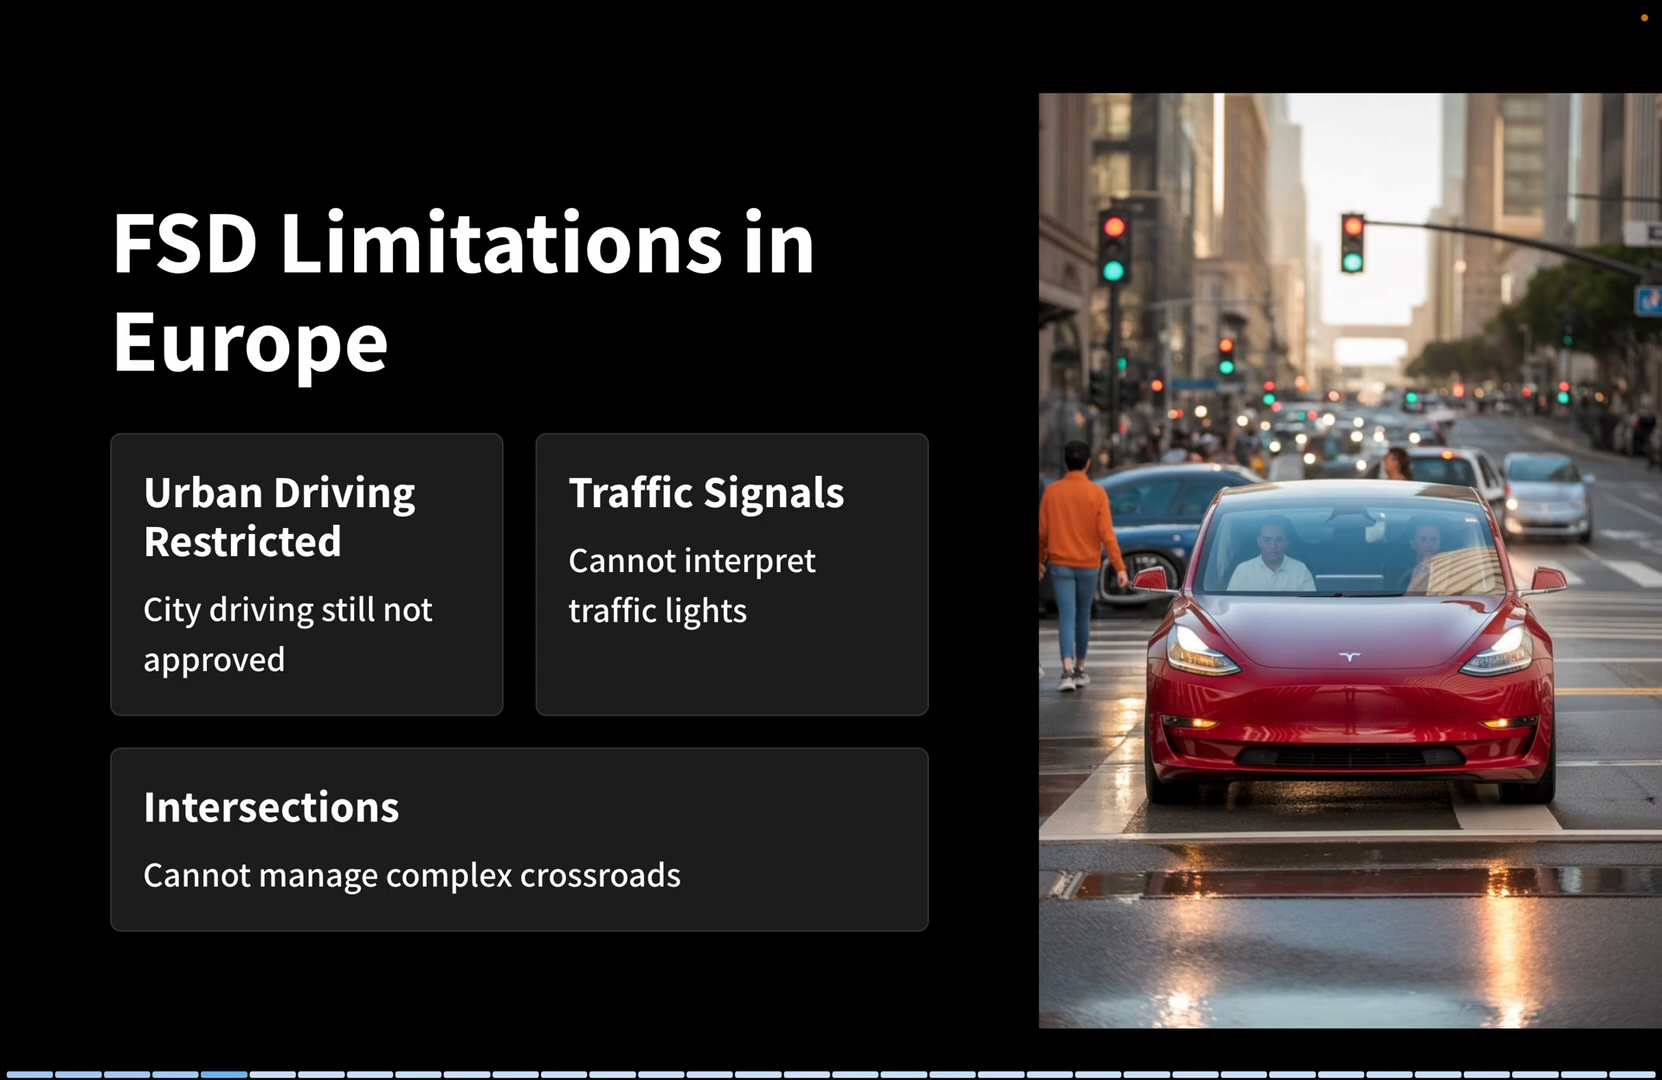 FSD Limitations in
Europe
Urban Driving
Restricted
City driving still not
approved
Traffic Signals
Cannot interpret
traffic lights
Intersections
Cannot manage complex crossroads